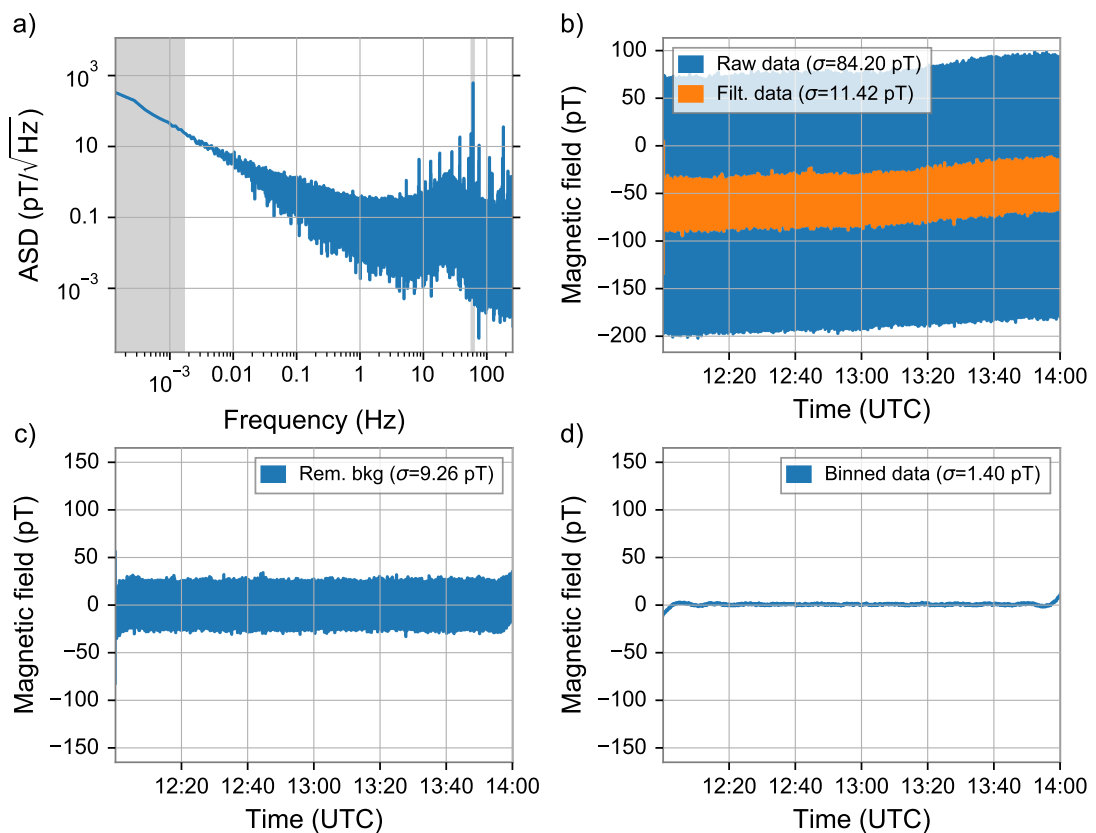 a)
ASD (pT/√Hz)
10³
10
0.1
10⁻³
10⁻³ 0.01 0.1 1 10 100
Frequency (Hz)
b)
Magnetic field (pT)
100
50
0
−50
−100
−150
−200
Raw data (σ=84.20 pT)
Filt. data (σ=11.42 pT)
12:20 12:40 13:00 13:20 13:40 14:00
Time (UTC)
c)
Magnetic field (pT)
150
100
50
0
−50
−100
−150
Rem. bkg (σ=9.26 pT)
12:20 12:40 13:00 13:20 13:40 14:00
Time (UTC)
d)
Magnetic field (pT)
150
100
50
0
−50
−100
−150
Binned data (σ=1.40 pT)
12:20 12:40 13:00 13:20 13:40 14:00
Time (UTC)